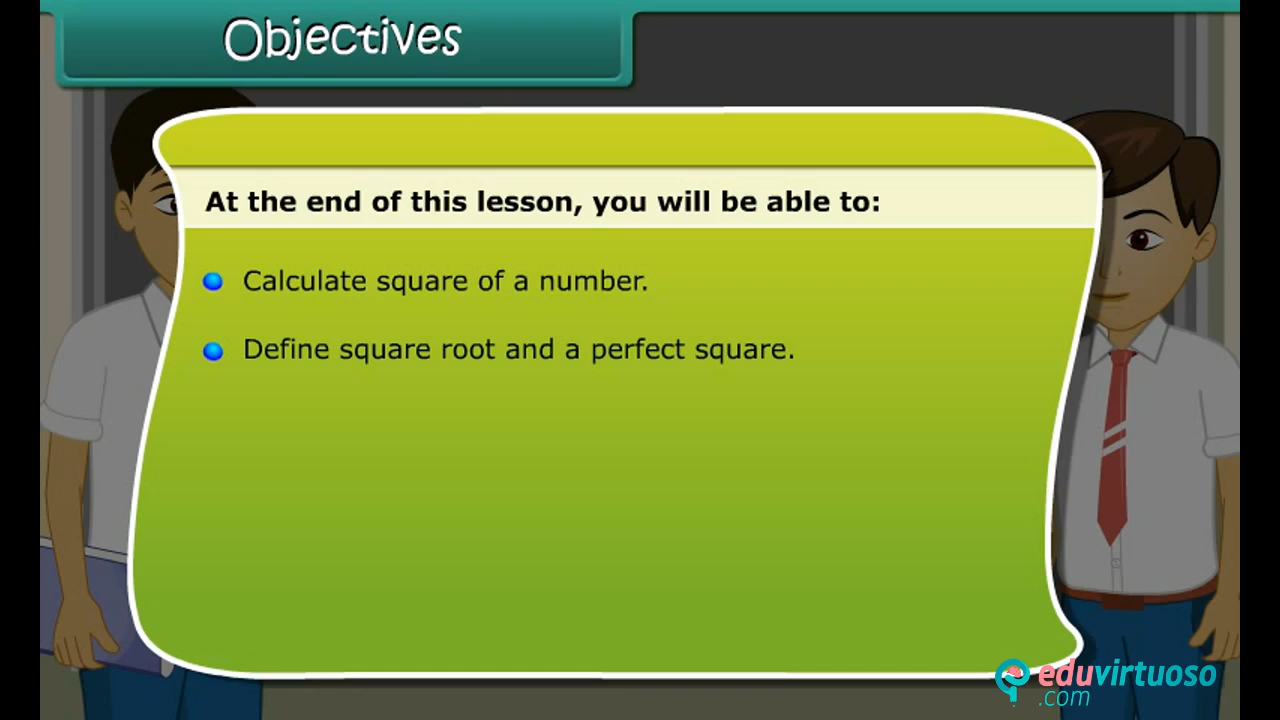 Objectives
At the end of this lesson, you will be able to:
Calculate square of a number.
Define square root and a perfect square.
eduvirtuoso
.com